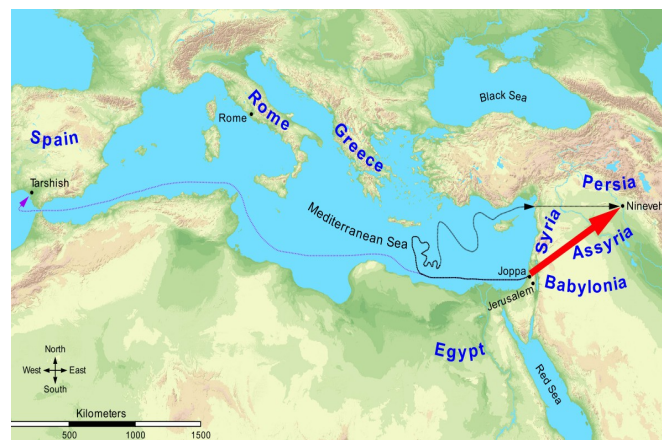 Black Sea
Rome
Rome
Greece
Spain
Tarshish
Persia
Nineveh
Mediterranean Sea
Syria
Assyria
Joppa
Babylonia
Jerusalem
Egypt
North
West East
South
Red Sea
Kilometers
500 1000 1500